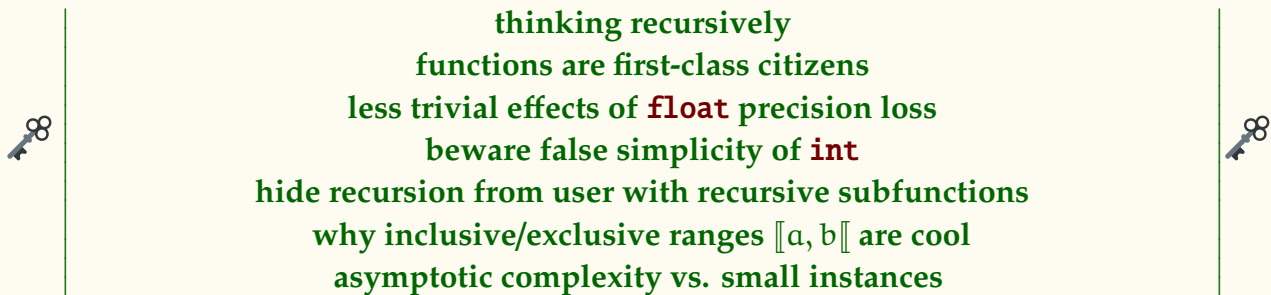 thinking recursively
functions are first-class citizens
less trivial effects of float precision loss
beware false simplicity of int
hide recursion from user with recursive subfunctions
why inclusive/exclusive ranges ⟦a, b⟦ are cool
asymptotic complexity vs. small instances